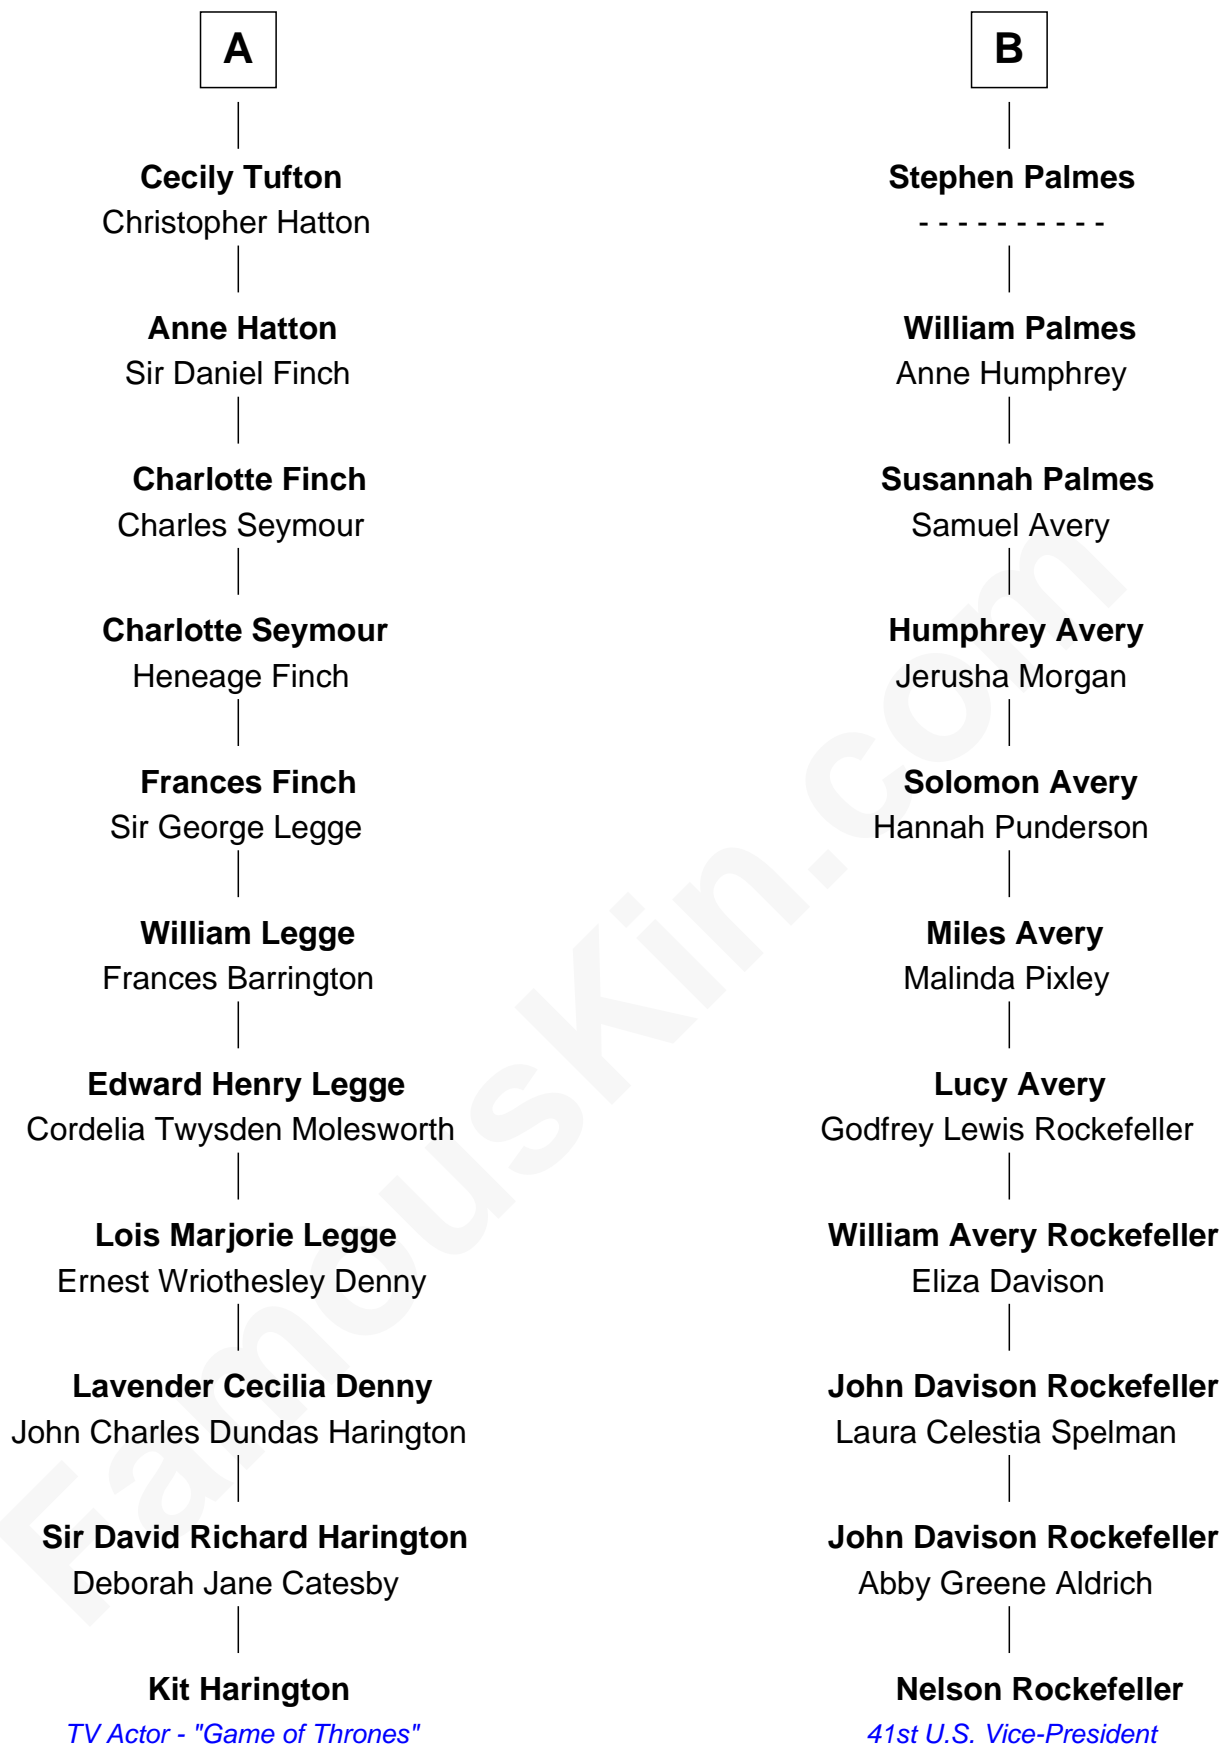 A
Cecily Tufton
Christopher Hatton
Anne Hatton
Sir Daniel Finch
Charlotte Finch
Charles Seymour
Charlotte Seymour
Heneage Finch
Frances Finch
Sir George Legge
William Legge
Frances Barrington
Edward Henry Legge
Cordelia Twysden Molesworth
Lois Marjorie Legge
Ernest Wriothesley Denny
Lavender Cecilia Denny
John Charles Dundas Harington
Sir David Richard Harington
Deborah Jane Catesby
Kit Harington
TV Actor - "Game of Thrones"
B
Stephen Palmes
- - - - - - - - - -
William Palmes
Anne Humphrey
Susannah Palmes
Samuel Avery
Humphrey Avery
Jerusha Morgan
Solomon Avery
Hannah Punderson
Miles Avery
Malinda Pixley
Lucy Avery
Godfrey Lewis Rockefeller
William Avery Rockefeller
Eliza Davison
John Davison Rockefeller
Laura Celestia Spelman
John Davison Rockefeller
Abby Greene Aldrich
Nelson Rockefeller
41st U.S. Vice-President
FamousKin.com